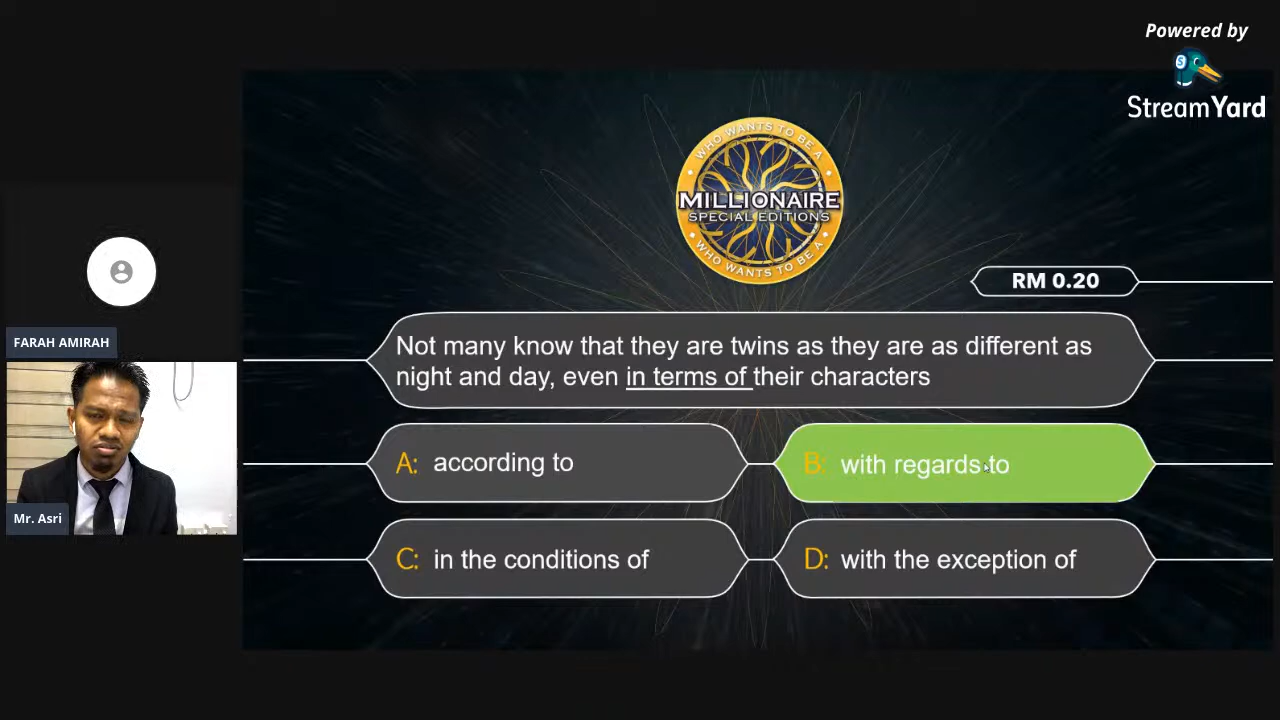 Powered by
S
StreamYard
WHO WANTS TO BE A
MILLIONAIRE
SPECIAL EDITIONS
WHO WANTS TO BE A
RM 0.20
Not many know that they are twins as they are as different as
night and day, even in terms of their characters
A: according to
B: with regards to
C: in the conditions of
D: with the exception of
FARAH AMIRAH
Mr. Asri